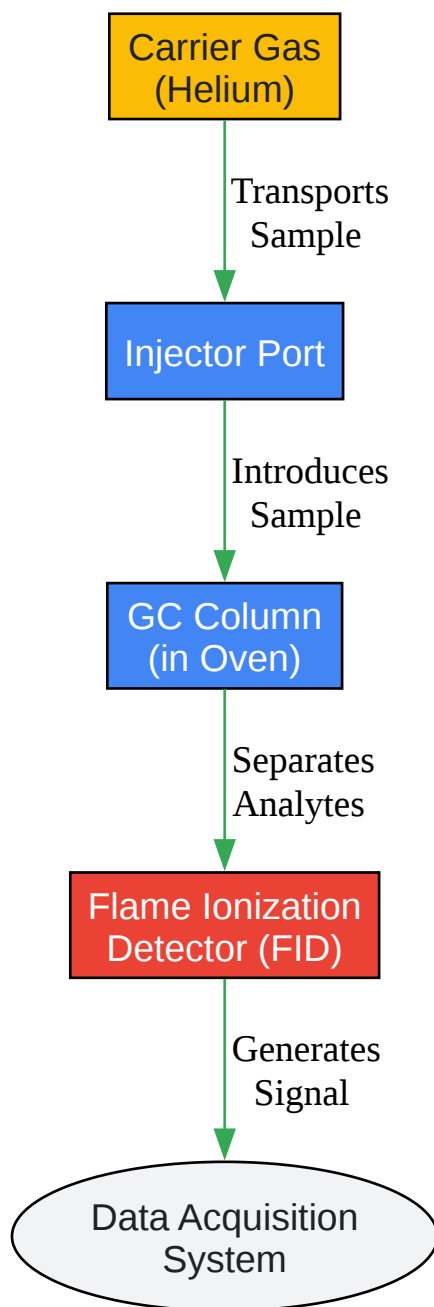 Carrier Gas
(Helium)
Transports
Sample
Injector Port
Introduces
Sample
GC Column
(in Oven)
Separates
Analytes
Flame Ionization
Detector (FID)
Generates
Signal
Data Acquisition
System